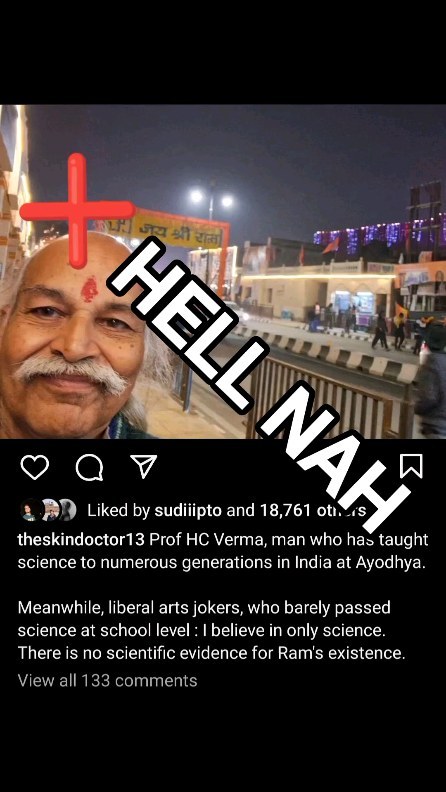 जय श्री राम
HELL NAH
Liked by sudiiipto and 18,761 others
theskindoctor13 Prof HC Verma, man who has taught
science to numerous generations in India at Ayodhya.
Meanwhile, liberal arts jokers, who barely passed
science at school level : I believe in only science.
There is no scientific evidence for Ram's existence.
View all 133 comments